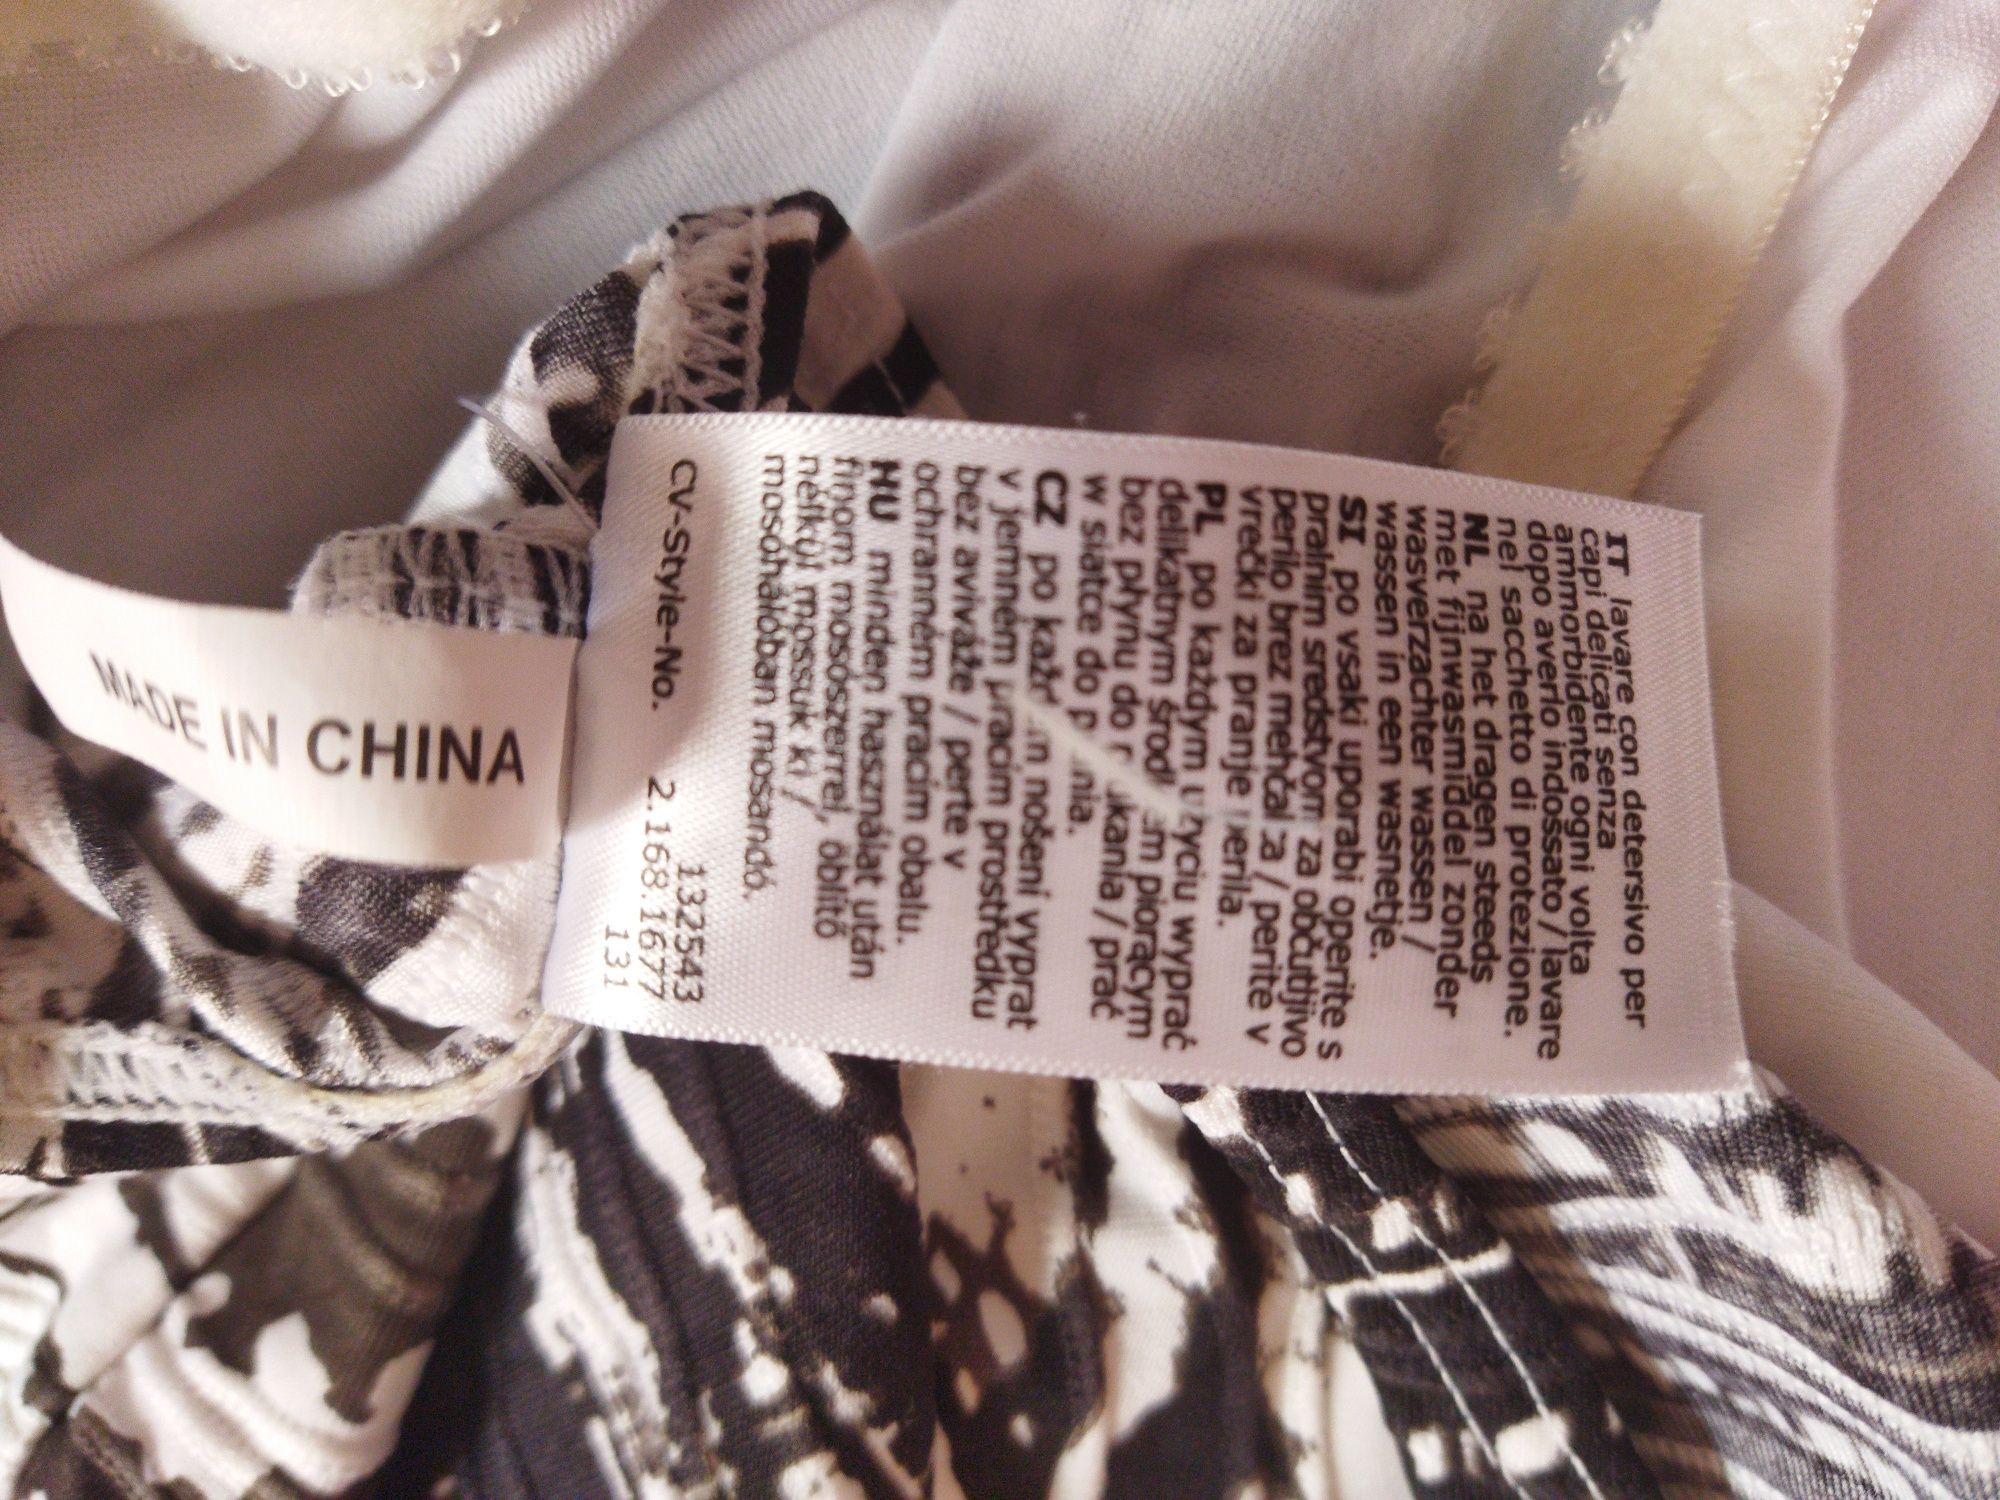 IT lavare con detersivo per
capi delicati senza
ammorbidente ogni volta
dopo averlo indossato / lavare
nel sacchetto di protezione.
NL na het dragen steeds
met fijnwasmiddel zonder
wasverzachter wassen /
wassen in een wasnetje.
SI po vsaki uporabi operite s
pralnim sredstvom za občutljivo
perilo brez mehčal za / perite v
vrečki za pranje perila.
PL po każdym użyciu wyprać
delikatnym środkiem piorącym
bez płynu do płukania / prać
w siatce do prania.
CZ po každém nošení vyprat
v jemném pracím prostředku
bez aviváže / perte v
ochranném pracím obalu.
HU minden használat után
finom mosószerrel, öblítő
nélkül mossuk ki /
mosóhálóban mosandó.
132543
CV-Style-No. 2.168.1677
131
MADE IN CHINA